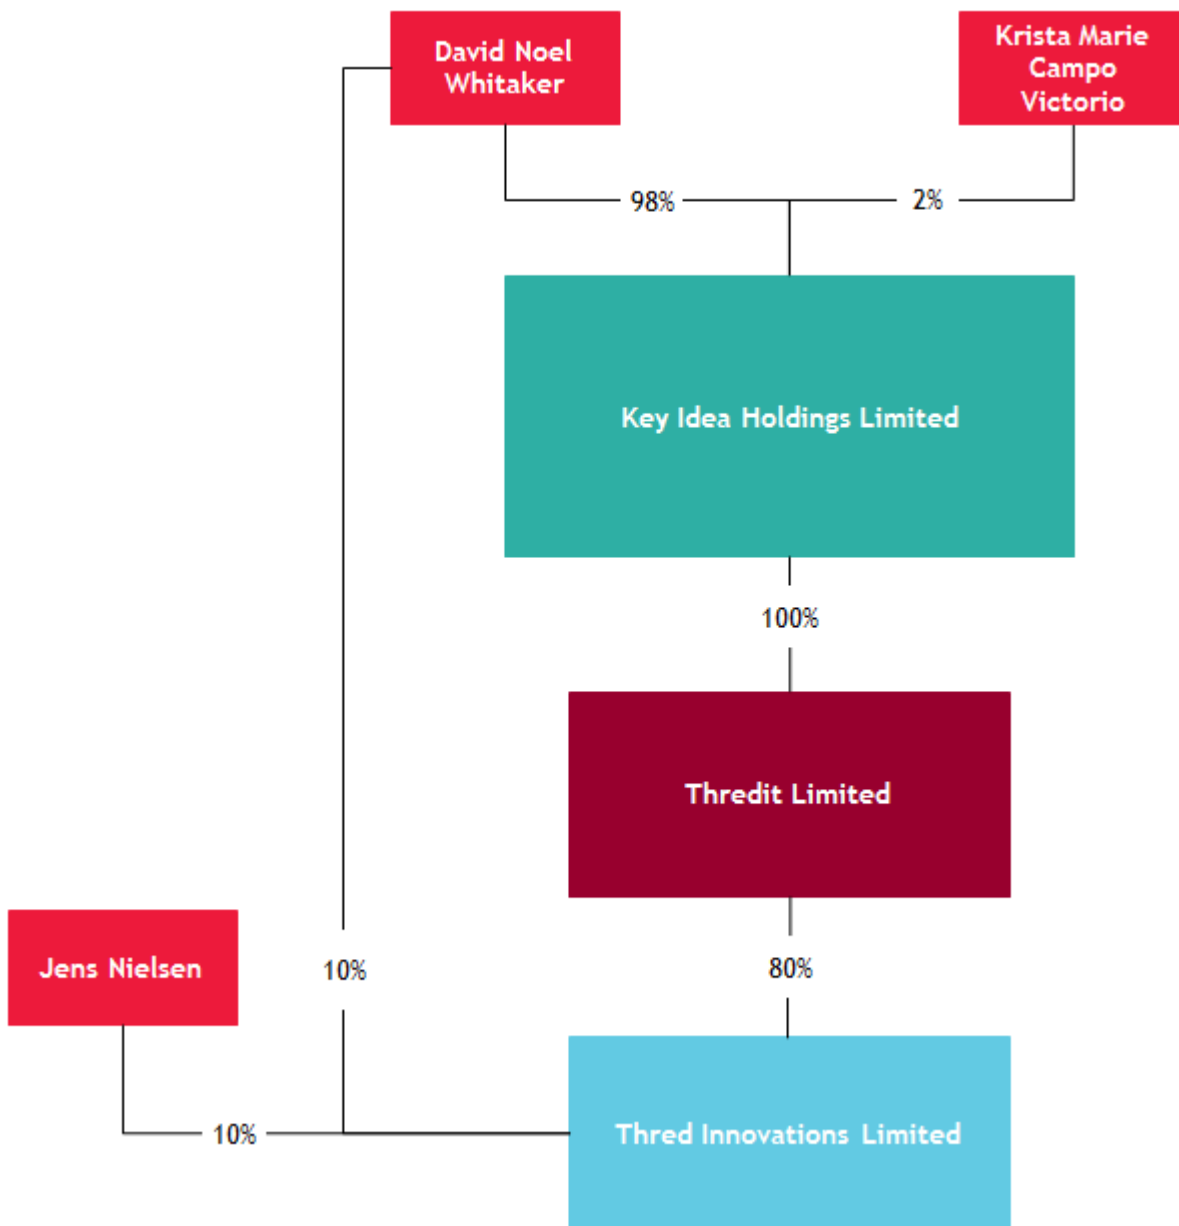 David Noel
Whitaker
Krista Marie
Campo
Victorio
98%
2%
Key Idea Holdings Limited
100%
Thredit Limited
Jens Nielsen
10%
80%
10%
Thred Innovations Limited